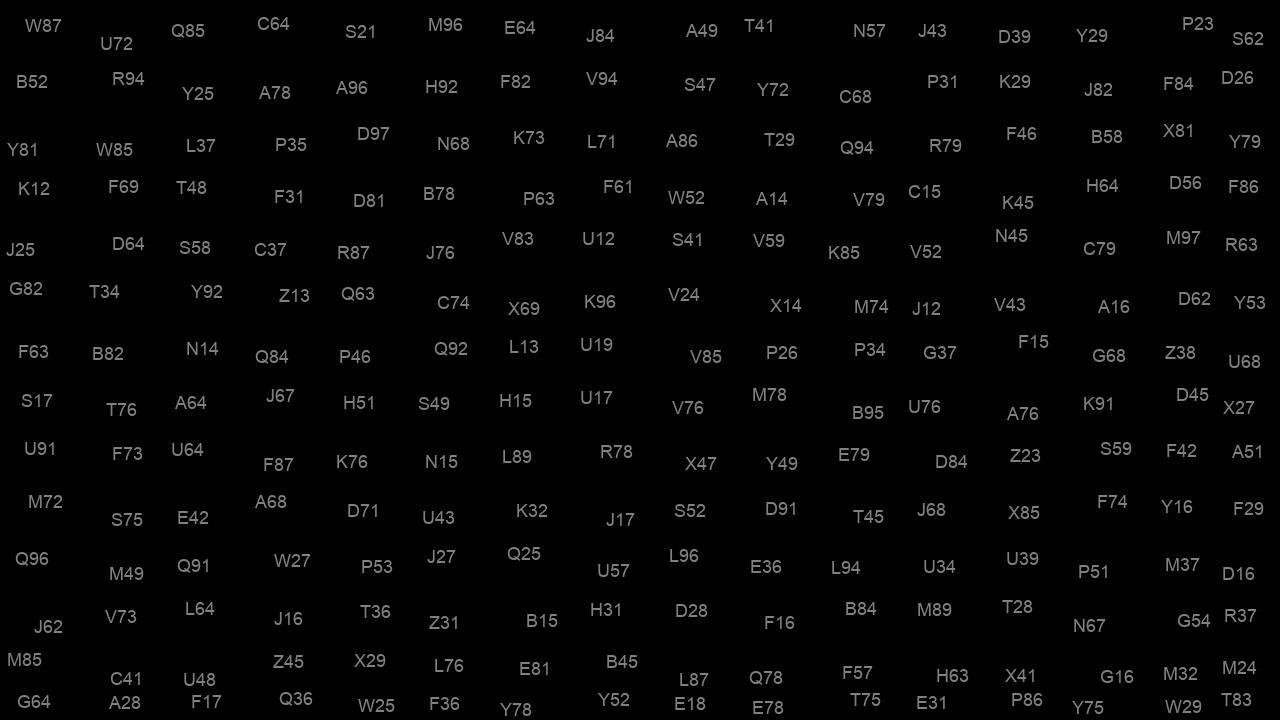 W87 U72 Q85 C64 S21 M96 E64 J84 A49 T41 N57 J43 D39 Y29 P23 S62
B52 R94 Y25 A78 A96 H92 F82 V94 S47 Y72 C68 P31 K29 J82 F84 D26
Y81 W85 L37 P35 D97 N68 K73 L71 A86 T29 Q94 R79 F46 B58 X81 Y79
K12 F69 T48 F31 D81 B78 P63 F61 W52 A14 V79 C15 K45 H64 D56 F86
J25 D64 S58 C37 R87 J76 V83 U12 S41 V59 K85 V52 N45 C79 M97 R63
G82 T34 Y92 Z13 Q63 C74 X69 K96 V24 X14 M74 J12 V43 A16 D62 Y53
F63 B82 N14 Q84 P46 Q92 L13 U19 V85 P26 P34 G37 F15 G68 Z38 U68
S17 T76 A64 J67 H51 S49 H15 U17 V76 M78 B95 U76 A76 K91 D45 X27
U91 F73 U64 F87 K76 N15 L89 R78 X47 Y49 E79 D84 Z23 S59 F42 A51
M72 S75 E42 A68 D71 U43 K32 J17 S52 D91 T45 J68 X85 F74 Y16 F29
Q96 M49 Q91 W27 P53 J27 Q25 U57 L96 E36 L94 U34 U39 P51 M37 D16
J62 V73 L64 J16 T36 Z31 B15 H31 D28 F16 B84 M89 T28 N67 G54 R37
M85 C41 U48 Z45 X29 L76 E81 B45 L87 Q78 F57 H63 X41 G16 M32 M24
G64 A28 F17 Q36 W25 F36 Y78 Y52 E18 E78 T75 E31 P86 Y75 W29 T83